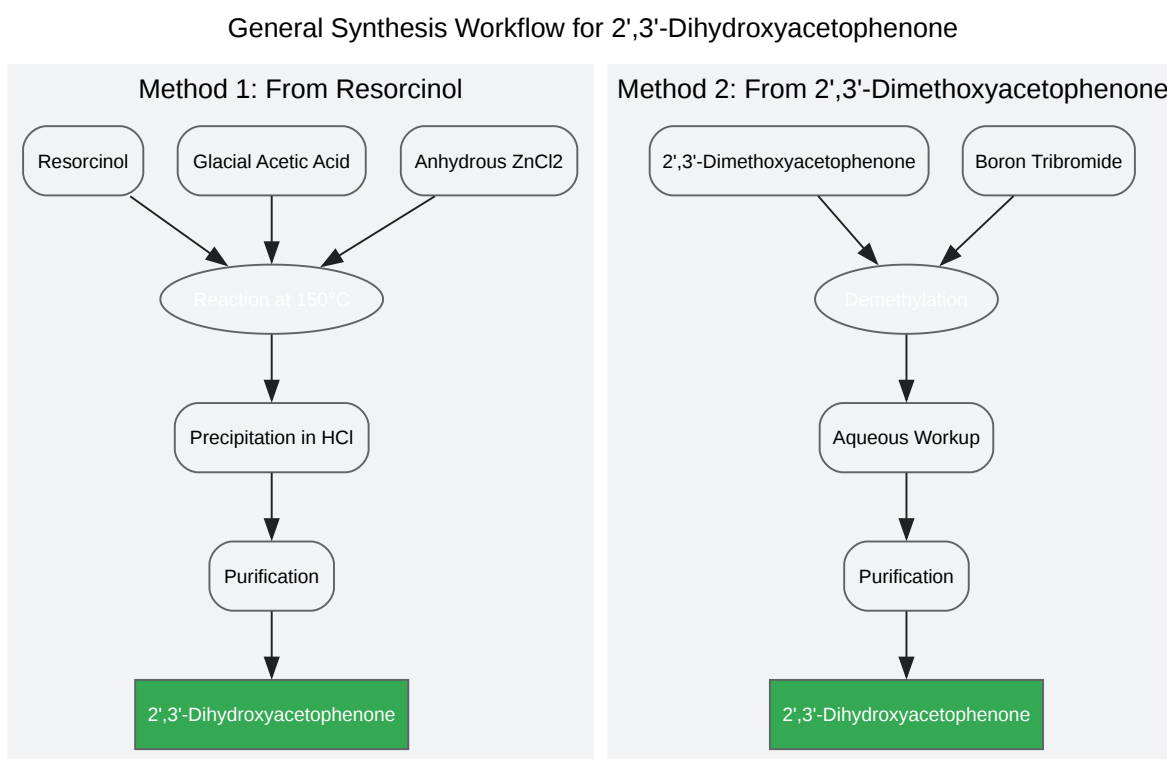 General Synthesis Workflow for 2',3'-Dihydroxyacetophenone
Method 1: From Resorcinol
Resorcinol
Glacial Acetic Acid
Anhydrous ZnCl2
Reaction at 150°C
Precipitation in HCl
Purification
2',3'-Dihydroxyacetophenone
Method 2: From 2',3'-Dimethoxyacetophenone
2',3'-Dimethoxyacetophenone
Boron Tribromide
Demethylation
Aqueous Workup
Purification
2',3'-Dihydroxyacetophenone